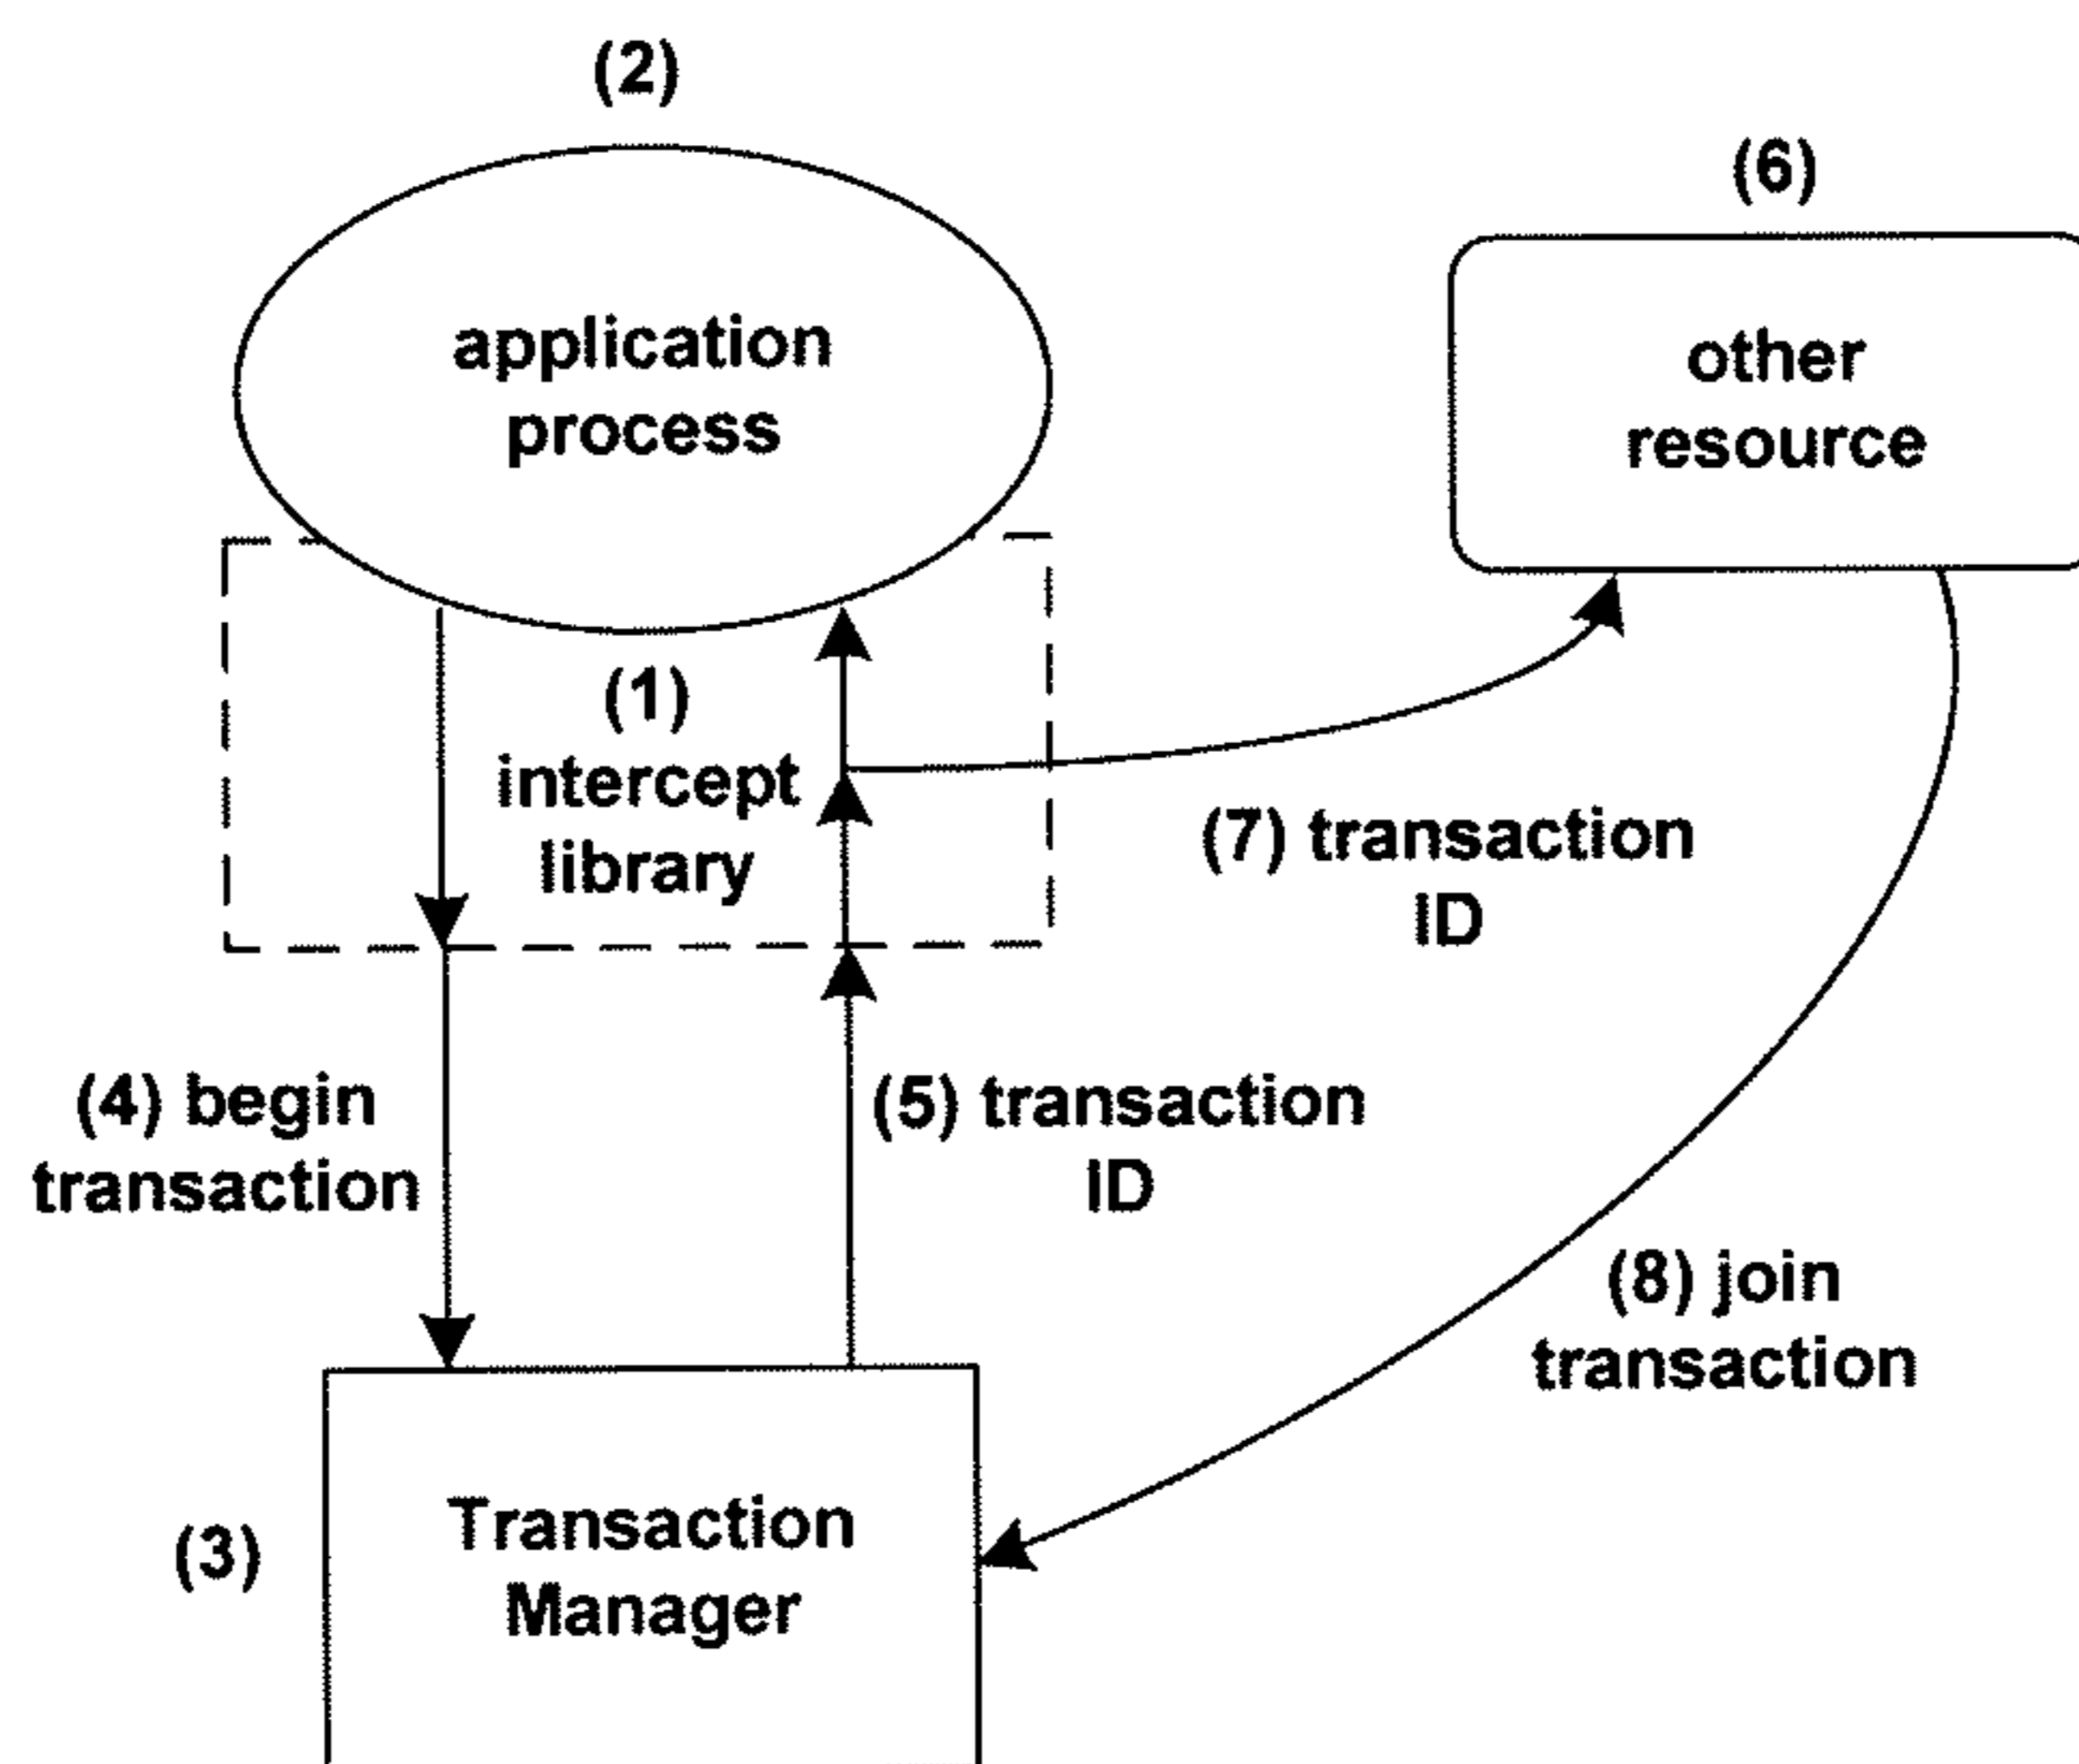 (2)
application
process
(6)
other
resource
(1)
intercept
library
(7) transaction
ID
(4) begin
transaction
(5) transaction
ID
(8) join
transaction
(3)
Transaction
Manager